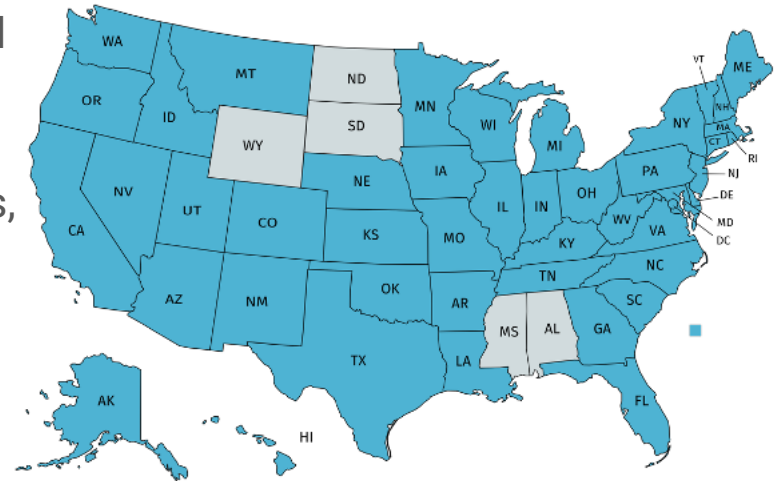 WA
MT
ND
MN
OR
ID
WY
SD
WI
MI
VT
ME
NH
NY
MA
CT
RI
NV
UT
CO
NE
IA
IL
IN
OH
PA
NJ
DE
MD
DC
CA
KS
MO
KY
WV
VA
AZ
NM
OK
AR
TN
NC
SC
TX
LA
MS
AL
GA
FL
AK
HI